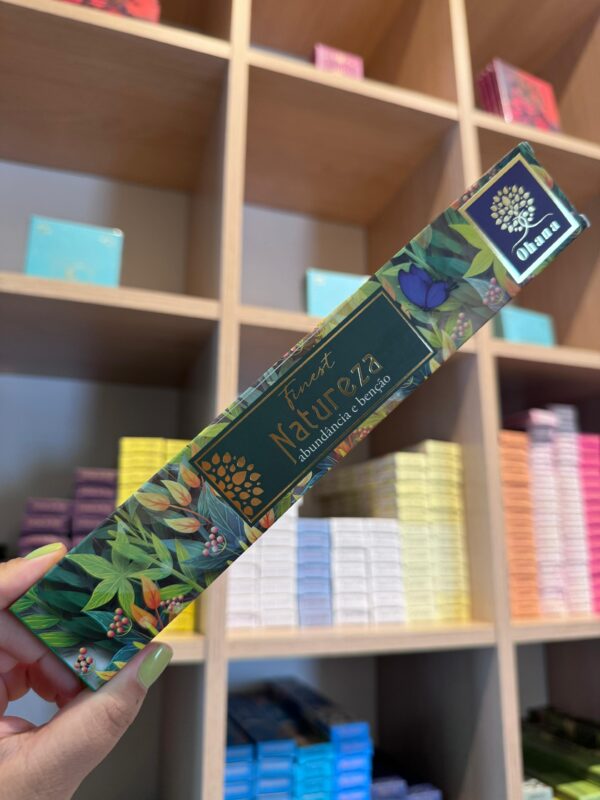 Ohana
Finest
Natureza
abundância e benção